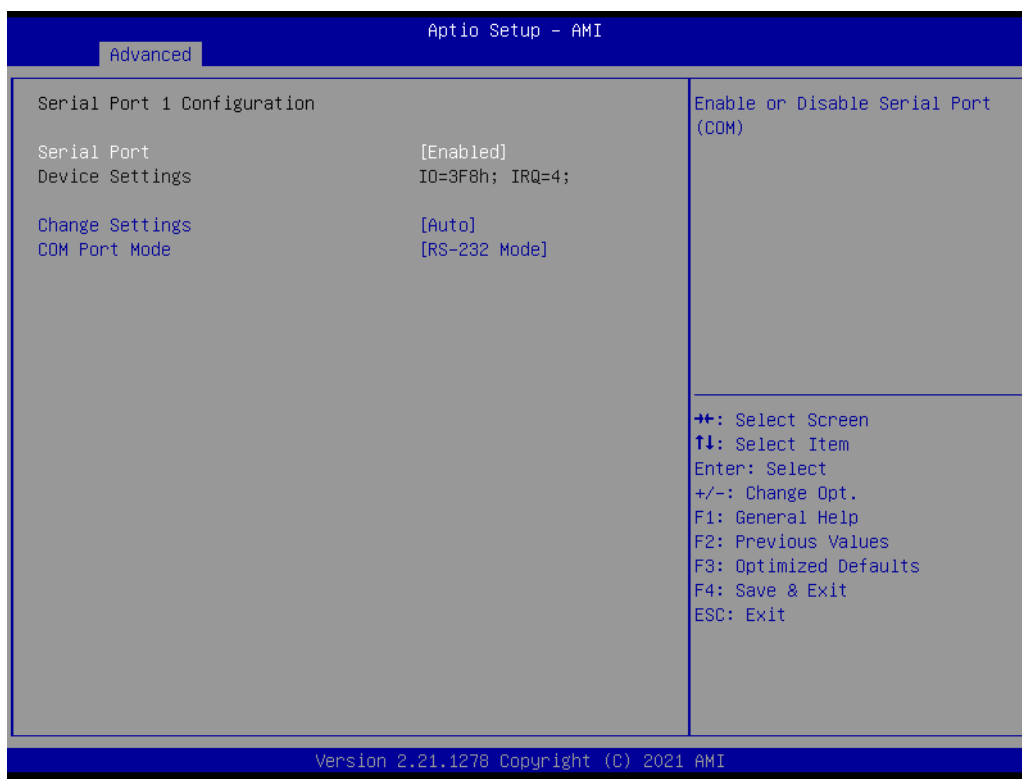 Aptio Setup - AMI
Advanced
Serial Port 1 Configuration
Serial Port [Enabled]
Device Settings IO=3F8h; IRQ=4;
Change Settings [Auto]
COM Port Mode [RS-232 Mode]
Enable or Disable Serial Port
(COM)
→←: Select Screen
↑↓: Select Item
Enter: Select
+/-: Change Opt.
F1: General Help
F2: Previous Values
F3: Optimized Defaults
F4: Save & Exit
ESC: Exit
Version 2.21.1278 Copyright (C) 2021 AMI